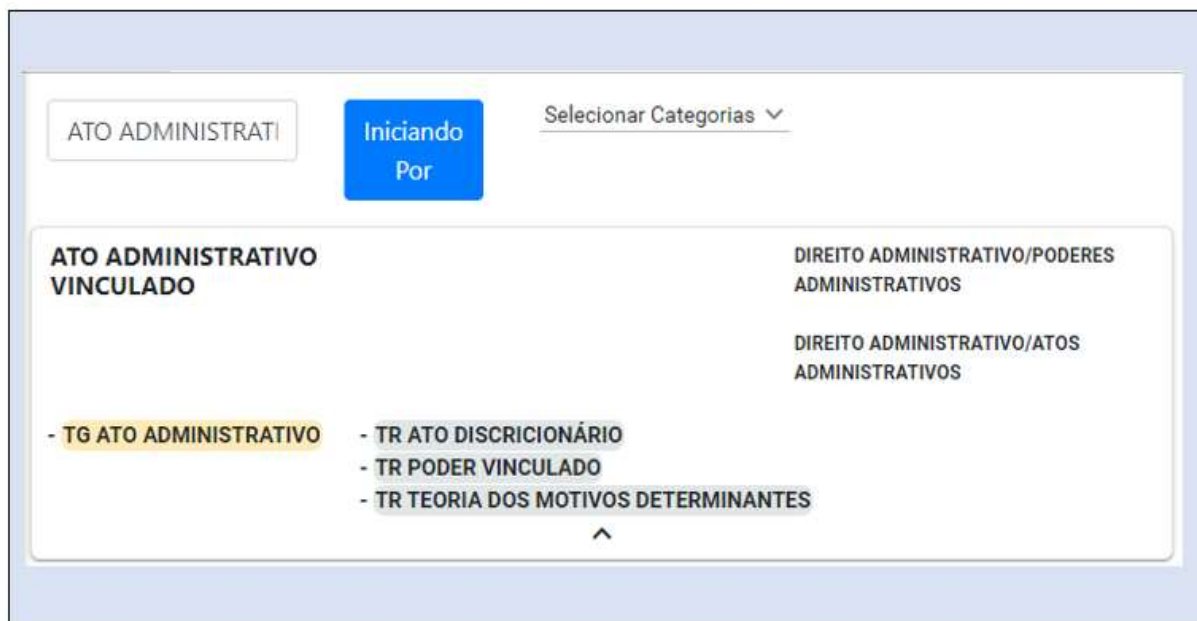 ATO ADMINISTRATI
Iniciando
Por
Selecionar Categorias
ATO ADMINISTRATIVO
VINCULADO
DIREITO ADMINISTRATIVO/PODERES
ADMINISTRATIVOS
DIREITO ADMINISTRATIVO/ATOS
ADMINISTRATIVOS
- TG ATO ADMINISTRATIVO
- TR ATO DISCRICIONÁRIO
- TR PODER VINCULADO
- TR TEORIA DOS MOTIVOS DETERMINANTES